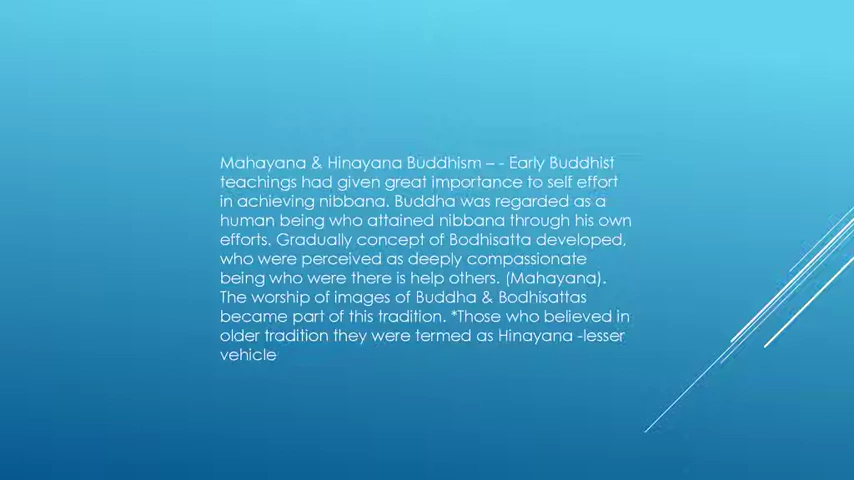 Mahayana & Hinayana Buddhism – - Early Buddhist
teachings had given great importance to self effort
in achieving nibbana. Buddha was regarded as a
human being who attained nibbana through his own
efforts. Gradually concept of Bodhisatta developed,
who were perceived as deeply compassionate
being who were there is help others. (Mahayana).
The worship of images of Buddha & Bodhisattas
became part of this tradition. *Those who believed in
older tradition they were termed as Hinayana -lesser
vehicle